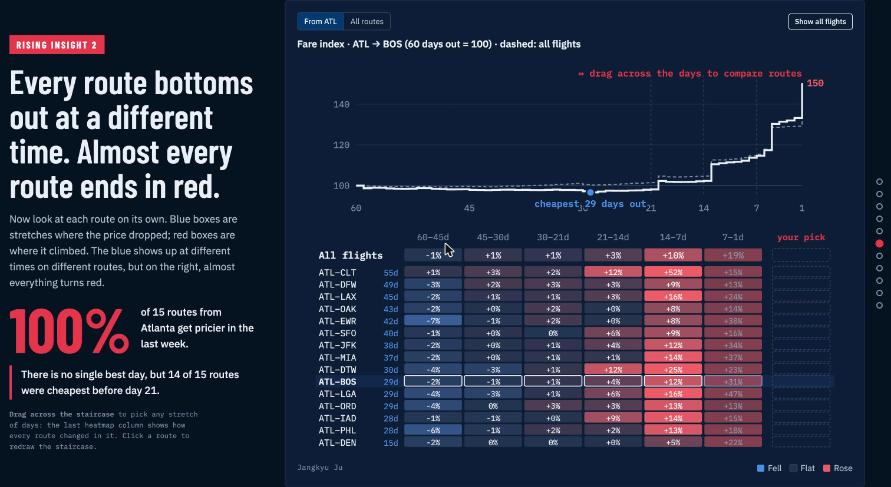 RISING INSIGHT 2
Every route bottoms
out at a different
time. Almost every
route ends in red.
Now look at each route on its own. Blue boxes are
stretches where the price dropped; red boxes are
where it climbed. The blue shows up at different
times on different routes, but on the right, almost
everything turns red.
100%
of 15 routes from
Atlanta get pricier in the
last week.
There is no single best day, but 14 of 15 routes
were cheapest before day 21.
Drag across the staircase to pick any stretch
of days: the last heatmap column shows how
every route changed in it. Click a route to
redraw the staircase.
From ATL All routes Show all flights
Fare index · ATL → BOS (60 days out = 100) · dashed: all flights
↔ drag across the days to compare routes
150
140
120
100
cheapest 29 days out
60 45 30 21 14 7 1
60–45d 45–30d 30–21d 21–14d 14–7d 7–1d your pick
All flights -1% +1% +1% +3% +10% +19%
ATL–CLT 55d +1% +3% +2% +12% +52% +15%
ATL–DFW 49d -3% +2% +3% +3% +9% +13%
ATL–LAX 45d -2% +1% +1% +3% +16% +24%
ATL–OAK 43d -2% +0% +2% +0% +8% +14%
ATL–EWR 42d -7% -1% +2% +0% +8% +38%
ATL–SFO 40d -1% +0% 0% +6% +9% +16%
ATL–JFK 38d -2% +0% +1% +4% +12% +34%
ATL–MIA 37d -2% +0% +1% +1% +14% +37%
ATL–DTW 30d -4% -3% +1% +12% +25% +23%
ATL–BOS 29d -2% -1% +1% +4% +12% +31%
ATL–LGA 29d -4% -3% +1% +6% +16% +47%
ATL–ORD 29d -4% 0% +3% +3% +13% +13%
ATL–IAD 28d -1% -1% +0% +9% +14% +15%
ATL–PHL 28d -6% -1% +2% +2% +13% +18%
ATL–DEN 15d -2% 0% 0% +0% +5% +22%
Jangkyu Ju
Fell Flat Rose